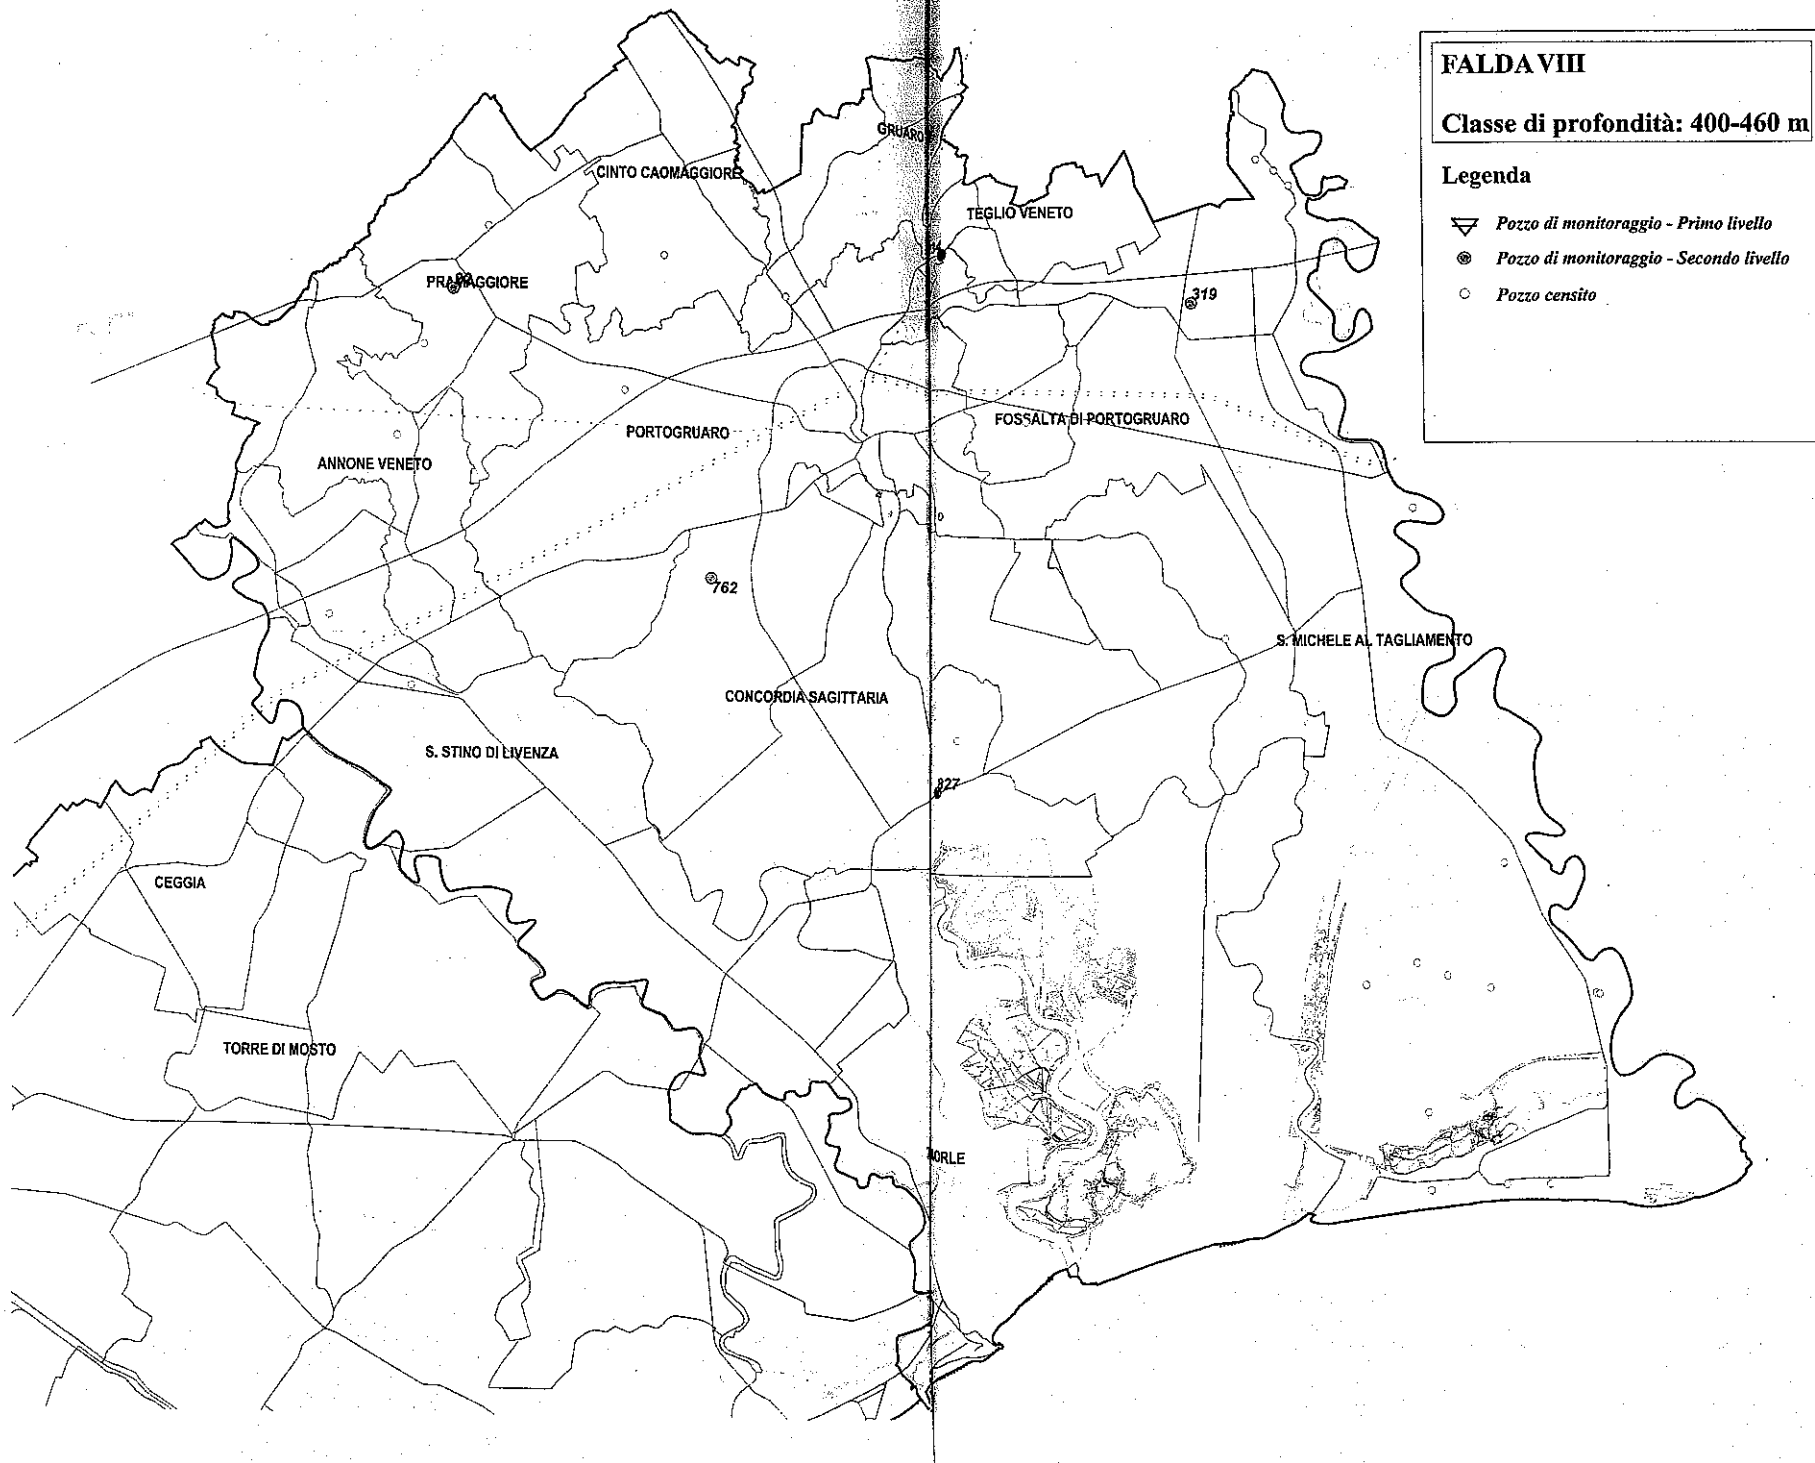 FALDA VIII
Classe di profondità: 400-460 m
Legenda
Pozzo di monitoraggio - Primo livello
Pozzo di monitoraggio - Secondo livello
Pozzo censito
GRUARO
CINTO CAOMAGGIORE
TEGLIO VENETO
PRAMAGGIORE
319
FOSSALTA DI PORTOGRUARO
PORTOGRUARO
ANNONE VENETO
762
S. MICHELE AL TAGLIAMENTO
CONCORDIA SAGITTARIA
S. STINO DI LIVENZA
827
CEGGIA
TORRE DI MOSTO